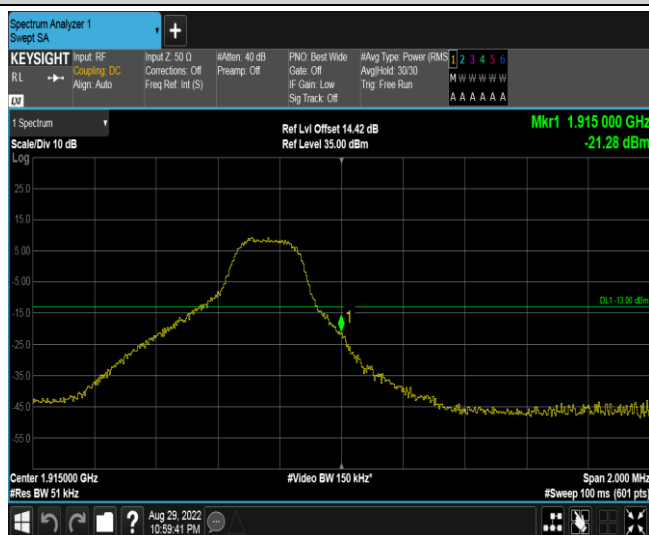 Spectrum Analyzer 1
Swept SA
+
KEYSIGHT
RL
Input: RF
Coupling: DC
Align: Auto
Input Z: 50 Ω
Corrections: Off
Freq Ref: Int (S)
#Atten: 40 dB
Preamp: Off
PNO: Best Wide
Gate: Off
IF Gain: Low
Sig Track: Off
#Avg Type: Power (RMS
Avg|Hold: 30/30
Trig: Free Run
1 2 3 4 5 6
M W W W W W
A A A A A A
LXI
1 Spectrum
Scale/Div 10 dB
Ref Lvl Offset 14.42 dB
Ref Level 35.00 dBm
Mkr1 1.915 000 GHz
-21.28 dBm
Log
25.0
15.0
5.00
-5.00
DL1 -13.00 dBm
-15.0
1
-25.0
-35.0
-45.0
-55.0
Center 1.915000 GHz
#Video BW 150 kHz*
Span 2.000 MHz
#Res BW 51 kHz
#Sweep 100 ms (601 pts)
?
Aug 29, 2022
10:59:41 PM